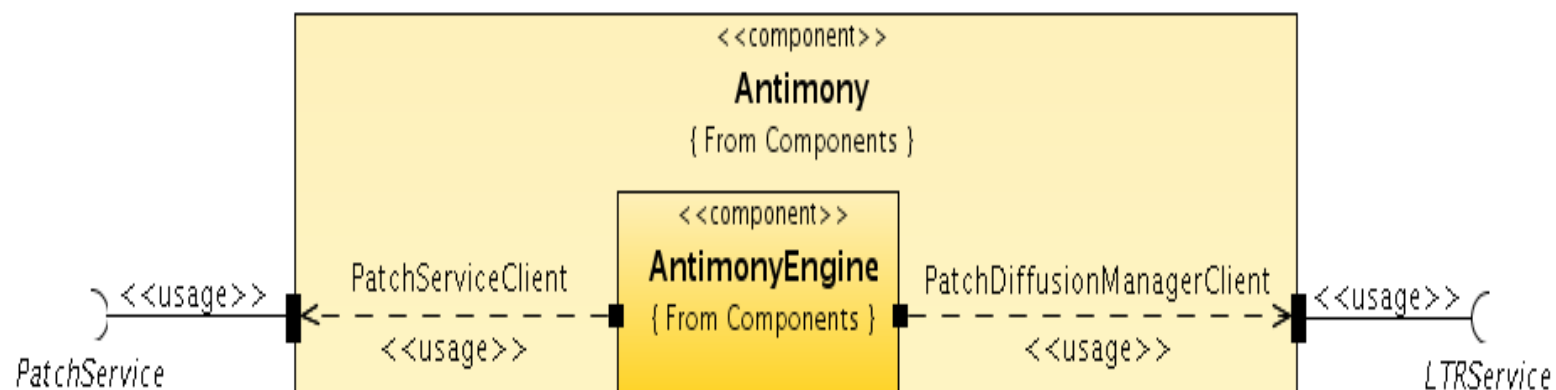 <<component>>
Antimony
{ From Components }
<<component>>
AntimonyEngine
{ From Components }
PatchServiceClient
<<usage>>
PatchDiffusionManagerClient
<<usage>>
<<usage>>
PatchService
<<usage>>
LTRService